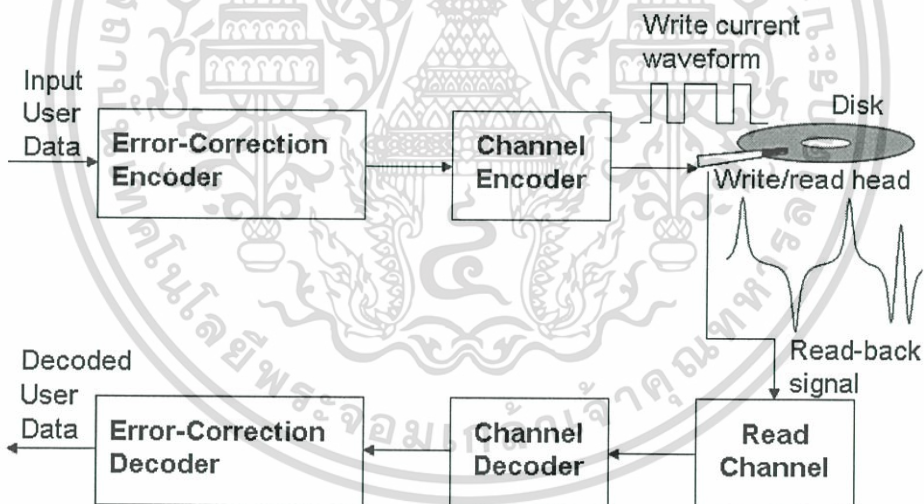 Write current
waveform
Input
User
Data
Error-Correction
Encoder
Channel
Encoder
Disk
Write/read head
Read-back
signal
Decoded
User
Data
Error-Correction
Decoder
Channel
Decoder
Read
Channel